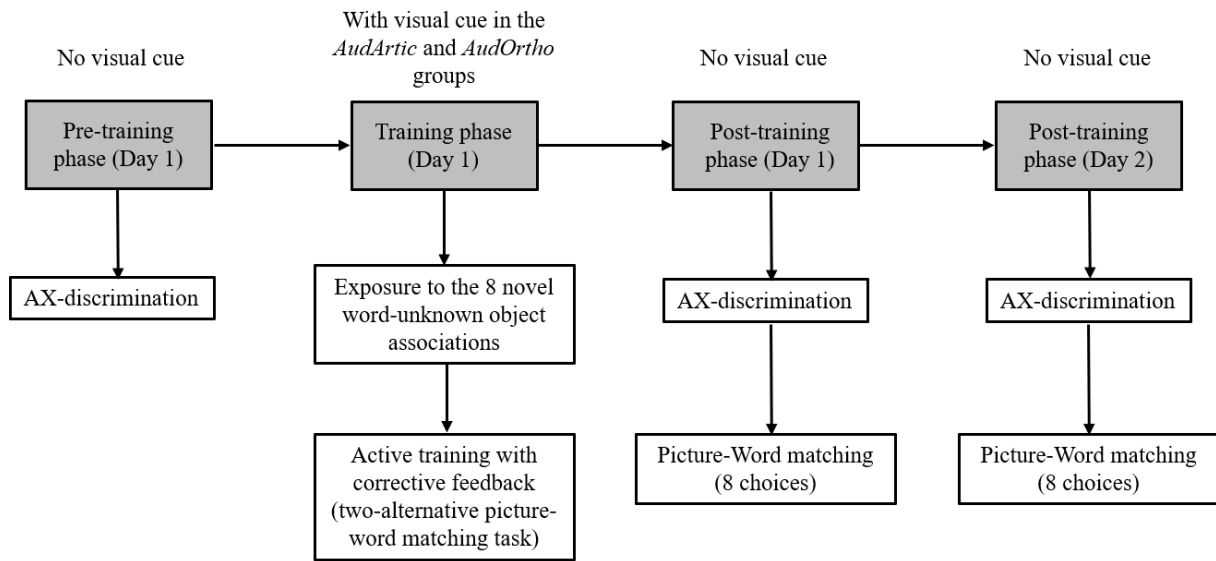 No visual cue
With visual cue in the
AudArtic and AudOrtho
groups
No visual cue
No visual cue
Pre-training
phase (Day 1)
Training phase
(Day 1)
Post-training
phase (Day 1)
Post-training
phase (Day 2)
AX-discrimination
Exposure to the 8 novel
word-unknown object
associations
AX-discrimination
AX-discrimination
Active training with
corrective feedback
(two-alternative picture-
word matching task)
Picture-Word matching
(8 choices)
Picture-Word matching
(8 choices)